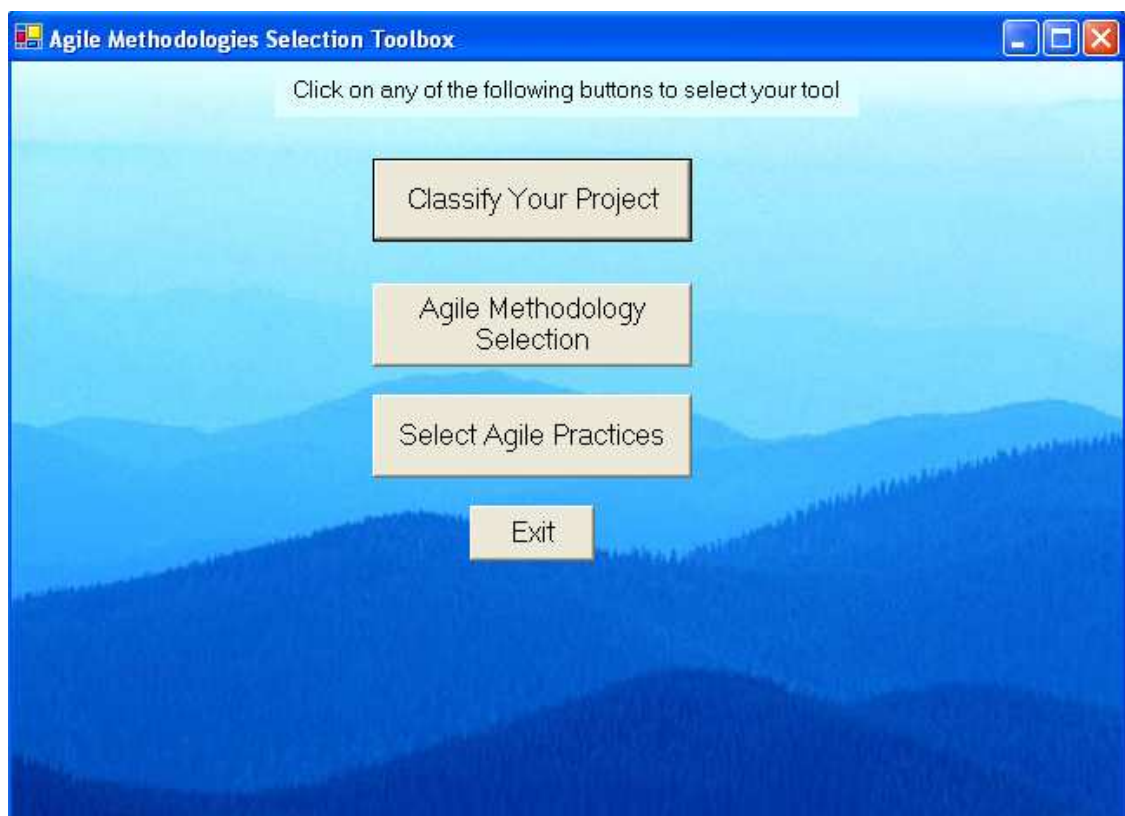 Agile Methodologies Selection Toolbox
Click on any of the following buttons to select your tool
Classify Your Project
Agile Methodology
Selection
Select Agile Practices
Exit